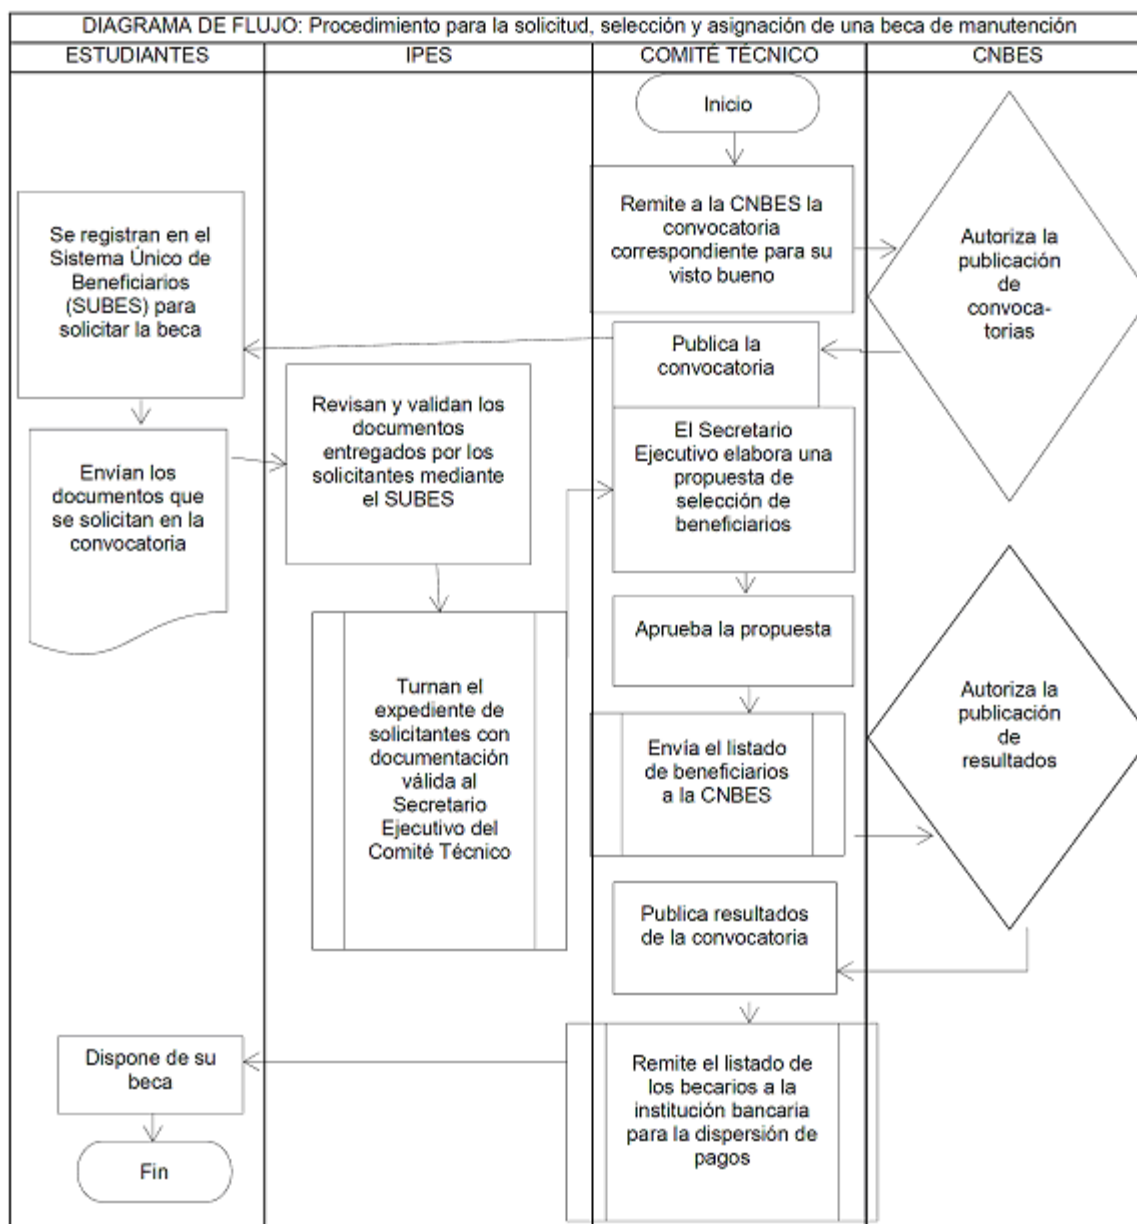 DIAGRAMA DE FLUJO: Procedimiento para la solicitud, selección y asignación de una beca de manutención
ESTUDIANTES
IPES
COMITÉ TÉCNICO
CNBES
Inicio
Remite a la CNBES la
convocatoria
correspondiente para su
visto bueno
Autoriza la
publicación
de
convoca-
torias
Publica la
convocatoria
Se registran en el
Sistema Único de
Beneficiarios
(SUBES) para
solicitar la beca
Envían los
documentos que
se solicitan en la
convocatoria
Revisan y validan los
documentos
entregados por los
solicitantes mediante
el SUBES
Turnan el
expediente de
solicitantes con
documentación
válida al
Secretario
Ejecutivo del
Comité Técnico
El Secretario
Ejecutivo elabora una
propuesta de
selección de
beneficiarios
Aprueba la propuesta
Envía el listado
de beneficiarios
a la CNBES
Autoriza la
publicación
de
resultados
Publica resultados
de la convocatoria
Remite el listado de
los becarios a la
institución bancaria
para la dispersión de
pagos
Dispone de su
beca
Fin